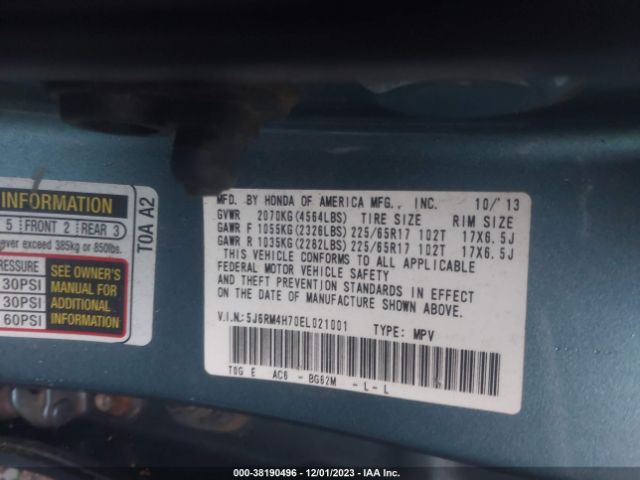 INFORMATION
5 FRONT 2 REAR 3
ever exceed 385kg or 850lbs.
RESSURE
30PSI
30PSI
60PSI
SEE OWNER'S
MANUAL FOR
ADDITIONAL
INFORMATION
T0A A2
MFD. BY HONDA OF AMERICA MFG., INC. 10/'13
GVWR 2070KG(4564LBS) TIRE SIZE RIM SIZE
GAWR F 1055KG(2326LBS) 225/65R17 102T 17X6.5J
GAWR R 1035KG(2282LBS) 225/65R17 102T 17X6.5J
THIS VEHICLE CONFORMS TO ALL APPLICABLE
FEDERAL MOTOR VEHICLE SAFETY
AND THEFT PREVENTION STANDARDS IN EFFECT
ON THE DATE OF MANUFACTURE SHOWN ABOVE.
V.I.N.: 5J6RM4H70EL021001 TYPE: MPV
T0G E AC6 - BG62M - L - L
000-38190496 - 12/01/2023 - IAA Inc.